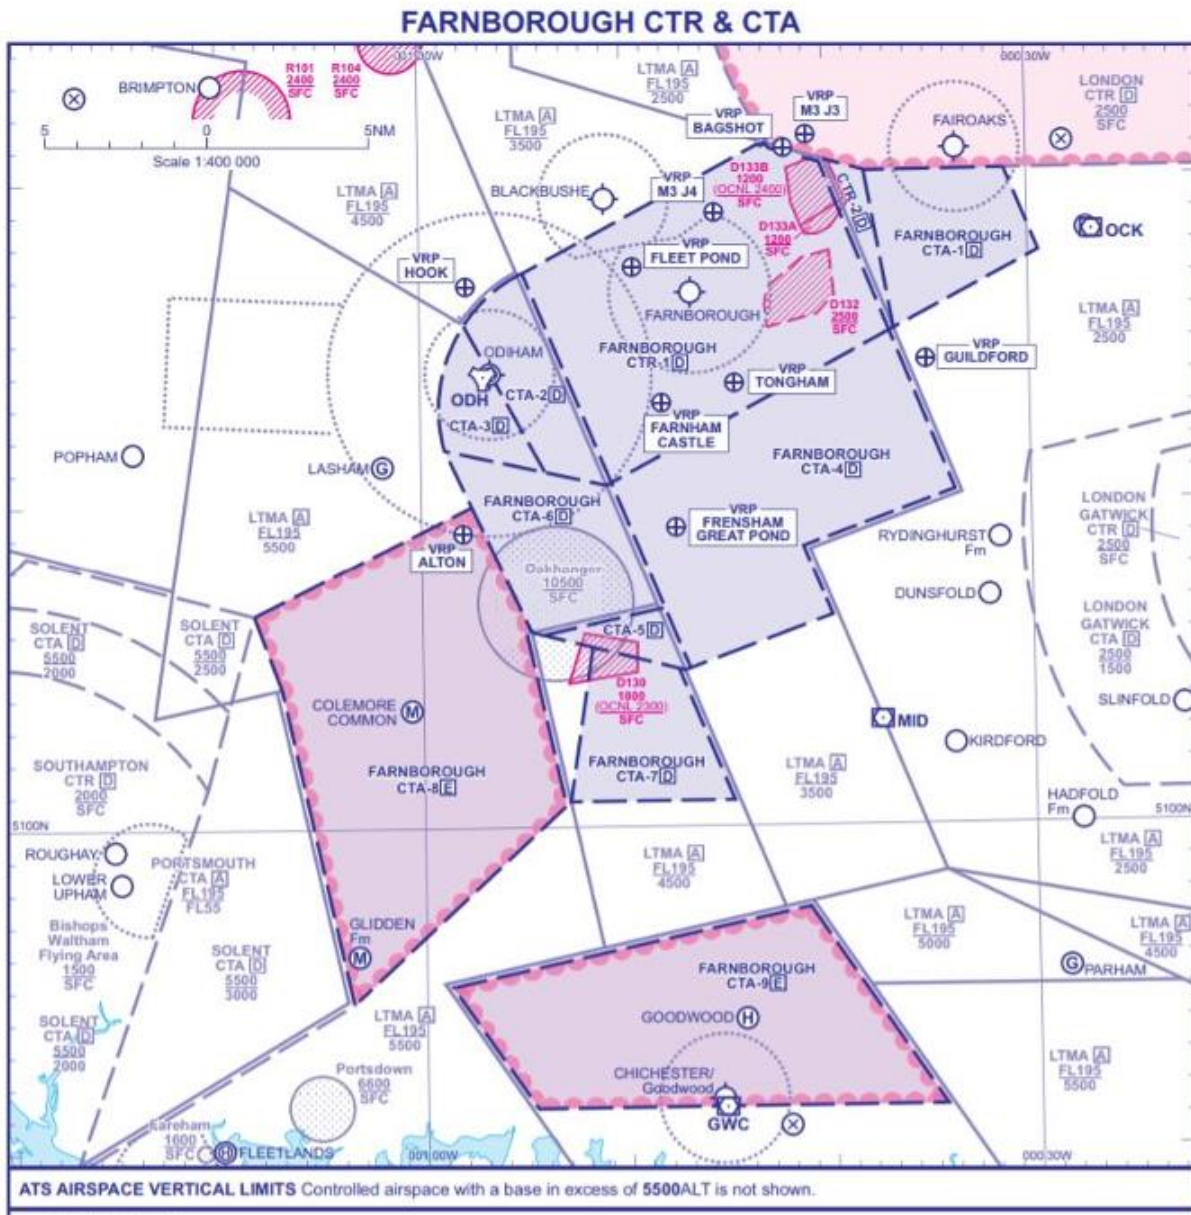 FARNBOROUGH CTR & CTA
001 00W
000 30W
BRIMPTON
R101
2400
SFC
R104
2400
SFC
5 0 5NM
Scale 1:400 000
LTMA A
FL195
2500
LTMA A
FL195
3500
LTMA A
FL195
4500
VRP
BAGSHOT
VRP
M3 J3
FAIROAKS
LONDON
CTR D
2500
SFC
BLACKBUSHE
VRP
M3 J4
D133B
1200
(OCNL 2400)
SFC
D133A
1200
SFC
CTR-2 D
FARNBOROUGH
CTA-1 D
OCK
VRP
HOOK
VRP
FLEET POND
FARNBOROUGH
D132
2500
SFC
LTMA A
FL195
2500
ODIHAM
ODH
CTA-2 D
CTA-3 D
FARNBOROUGH
CTR-1 D
VRP
TONGHAM
VRP
GUILDFORD
VRP
FARNHAM
CASTLE
POPHAM
LASHAM
G
FARNBOROUGH
CTA-4 D
LTMA A
FL195
5500
FARNBOROUGH
CTA-6 D
VRP
ALTON
VRP
FRENSHAM
GREAT POND
RYDINGHURST
Fm
LONDON
GATWICK
CTR D
2500
SFC
Oakhanger
10500
SFC
DUNSFOLD
LONDON
GATWICK
CTA D
2500
1500
SOLENT
CTA D
5500
2000
SOLENT
CTA D
5500
2500
CTA-5 D
D130
1800
(OCNL 2300)
SFC
COLEMORE
COMMON
M
MID
SLINFOLD
KIRDFORD
SOUTHAMPTON
CTR D
2000
SFC
FARNBOROUGH
CTA-8 E
FARNBOROUGH
CTA-7 D
LTMA A
FL195
3500
HADFOLD
Fm
5100N
5100N
ROUGHAY
LOWER
UPHAM
PORTSMOUTH
CTA A
FL195
FL55
LTMA A
FL195
4500
LTMA A
FL195
2500
Bishops
Waltham
Flying Area
1500
SFC
GLIDDEN
Fm
M
SOLENT
CTA D
5500
3000
LTMA A
FL195
5000
LTMA A
FL195
4500
FARNBOROUGH
CTA-9 E
G
PARHAM
SOLENT
CTA D
5500
2000
LTMA A
FL195
5500
GOODWOOD
H
Portsdown
6600
SFC
CHICHESTER/
Goodwood
GWC
LTMA A
FL195
5500
Fareham
1600
SFC
H
FLEETLANDS
001 00W
000 30W
ATS AIRSPACE VERTICAL LIMITS Controlled airspace with a base in excess of 5500ALT is not shown.